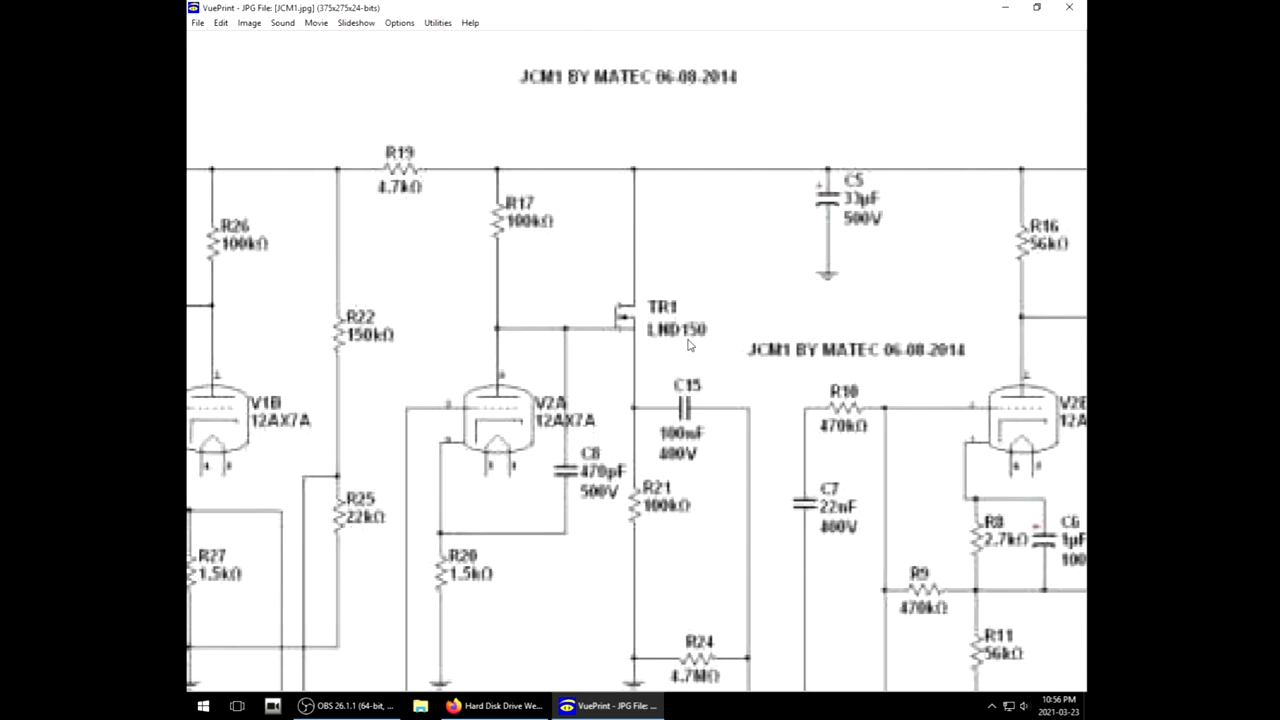 VuePrint - JPG File: [JCM1.jpg] (375x275x24-bits)
File Edit Image Sound Movie Slideshow Options Utilities Help
JCM1 BY MATEC 06-08-2014
R19
4.7kΩ
R26
100kΩ
R17
100kΩ
C5
33µF
500V
R16
56kΩ
R22
150kΩ
TR1
LND150
JCM1 BY MATEC 06-08-2014
V1B
12AX7A
V2A
12AX7A
C15
100nF
400V
R10
470kΩ
V2B
12A
C8
470pF
500V
R21
100kΩ
C7
22nF
400V
R25
22kΩ
R27
1.5kΩ
R20
1.5kΩ
R8
2.7kΩ
C6
1µF
100
R9
470kΩ
R11
56kΩ
R24
4.7MΩ
OBS 26.1.1 (64-bit, ...
Hard Disk Drive We...
VuePrint - JPG File: ...
10:56 PM
2021-03-23